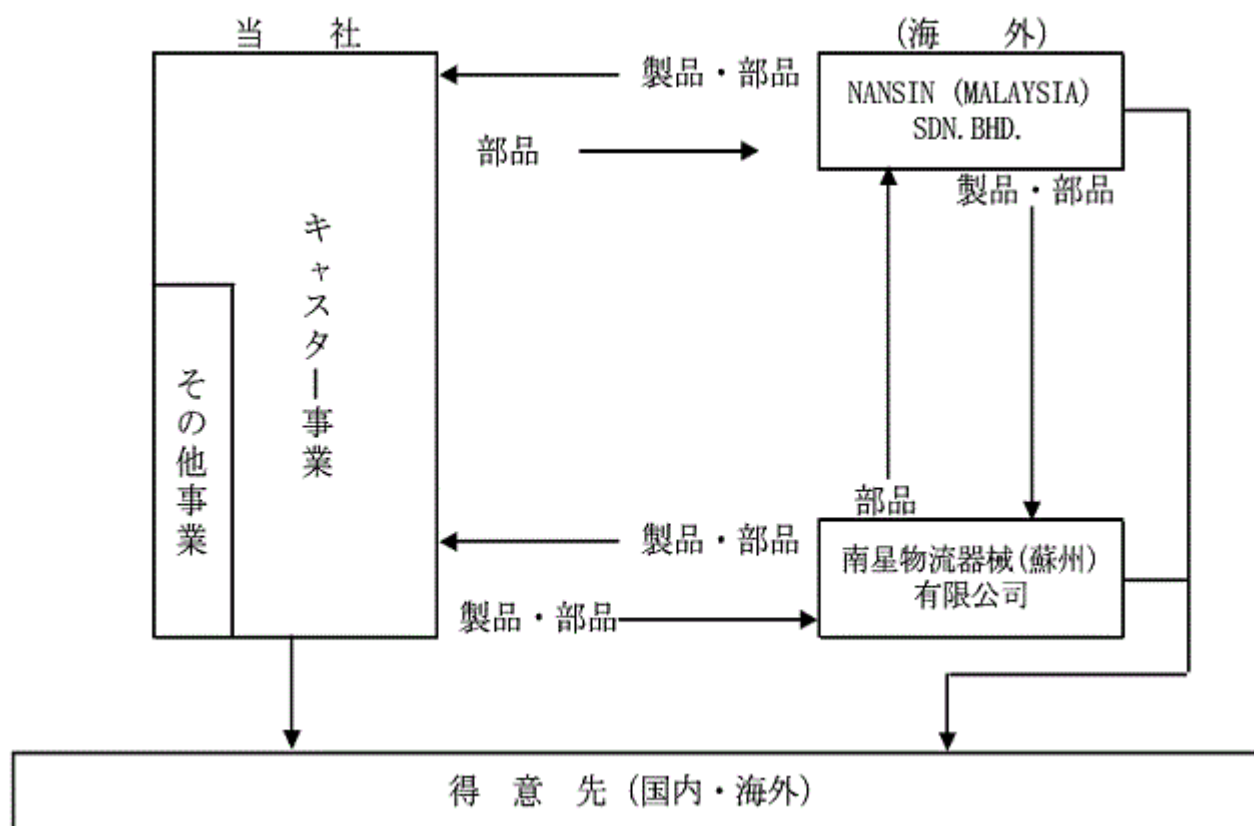 当　社
(海　外)
製品・部品
NANSIN (MALAYSIA)
SDN. BHD.
部品
製品・部品
キャスター事業
その他事業
部品
製品・部品
南星物流器械(蘇州)
有限公司
製品・部品
得　意　先 (国内・海外)